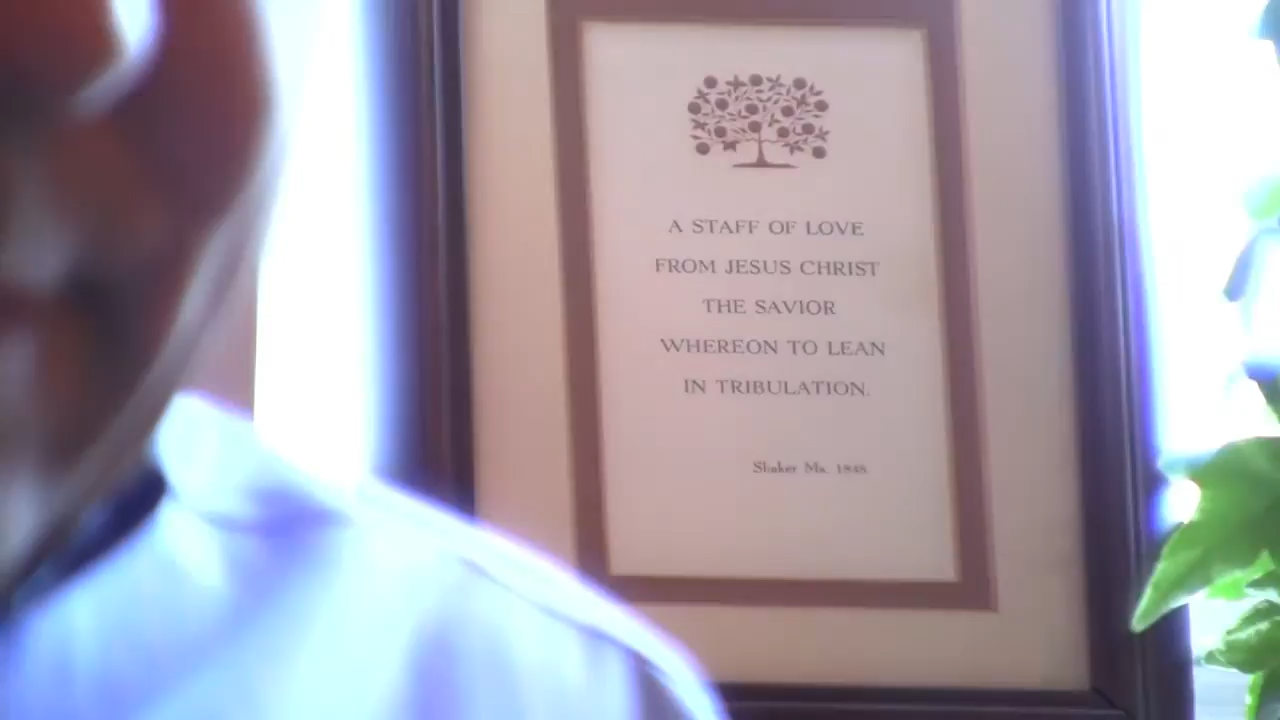 A STAFF OF LOVE
FROM JESUS CHRIST
THE SAVIOR
WHEREON TO LEAN
IN TRIBULATION.
Shaker Ms. 1848